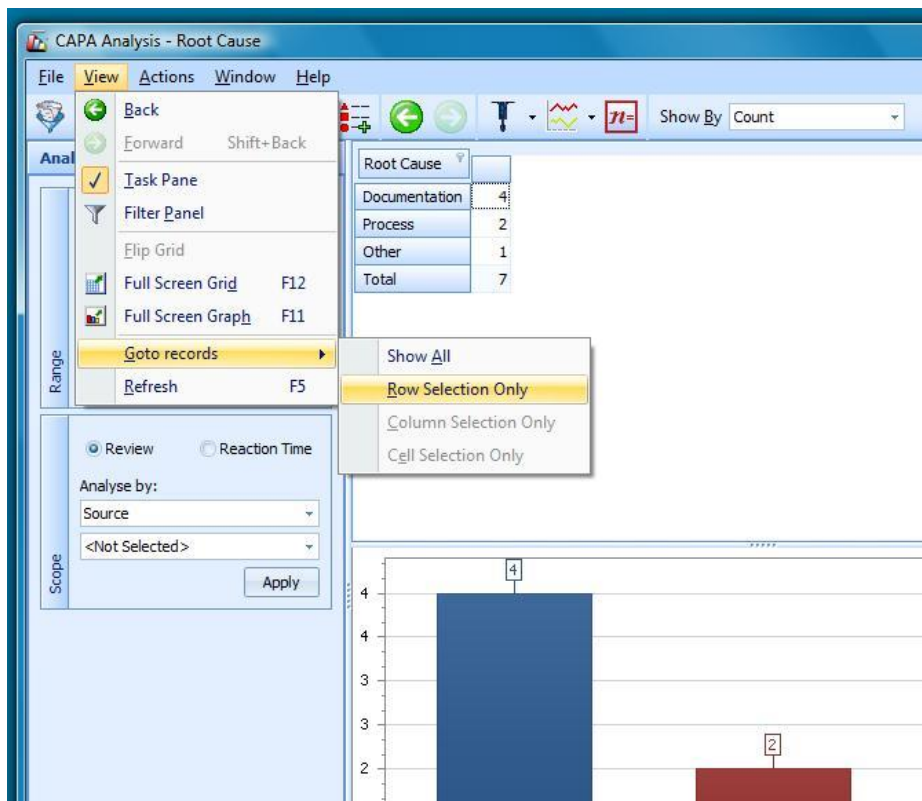 CAPA Analysis - Root Cause
File View Actions Window Help
Back
Forward Shift+Back
Task Pane
Filter Panel
Flip Grid
Full Screen Grid F12
Full Screen Graph F11
Goto records
Refresh F5
Show All
Row Selection Only
Column Selection Only
Cell Selection Only
n=
Show By Count
Anal
Range
Root Cause
Documentation 4
Process 2
Other 1
Total 7
Scope
Review Reaction Time
Analyse by:
Source
<Not Selected>
Apply
4
4
4
3
3
2
2